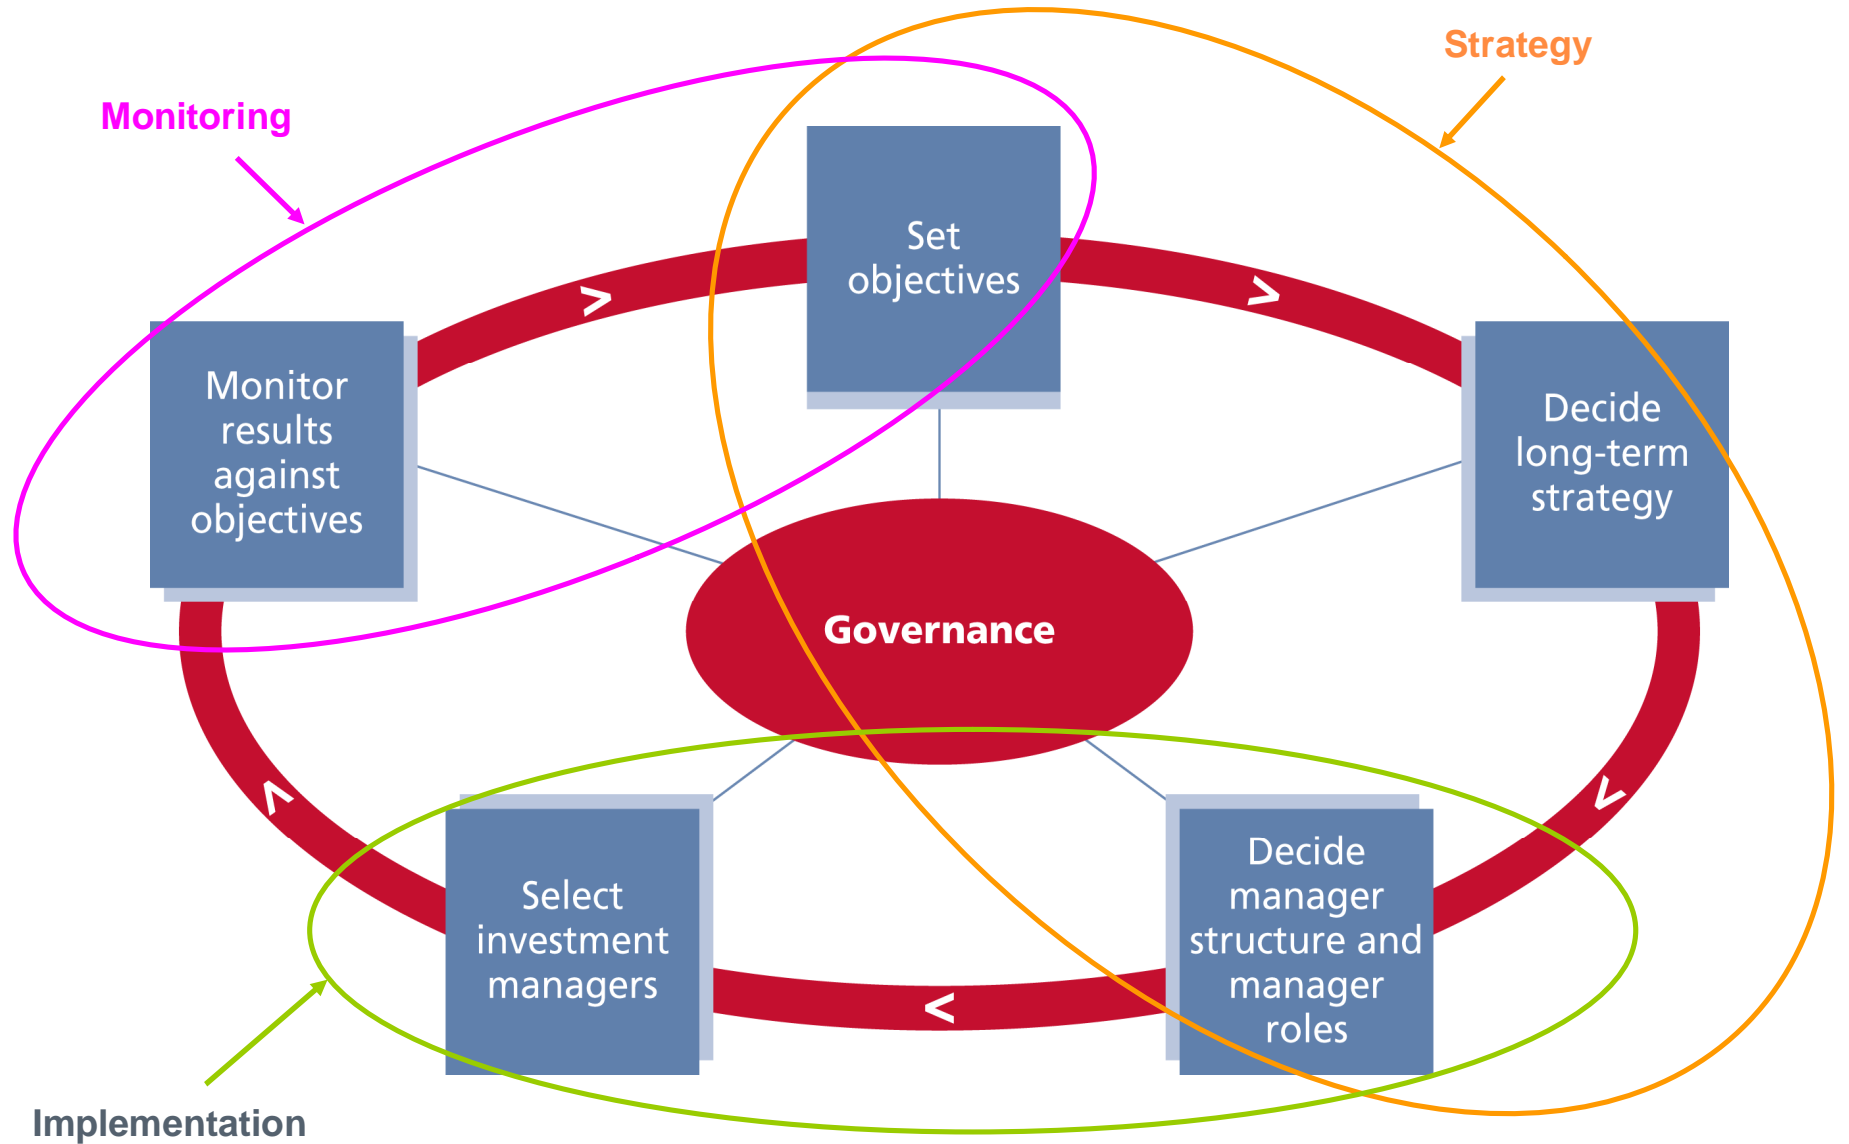 Strategy
Monitoring
Set
objectives
>
>
Monitor
results
against
objectives
Decide
long-term
strategy
Governance
>
>
Select
investment
managers
Decide
manager
structure and
manager
roles
<
Implementation